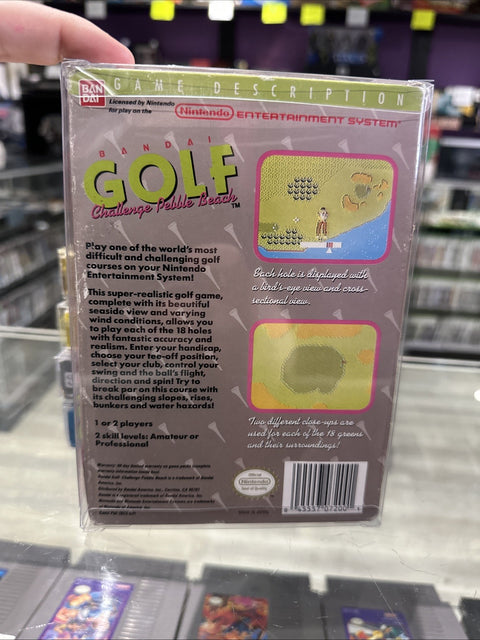 BAN
DAI
GAME DESCRIPTION
Licensed by Nintendo
for play on the
Nintendo ENTERTAINMENT SYSTEM
BANDAI
GOLF
Challenge Pebble Beach™
Play one of the world's most
difficult and challenging golf
courses on your Nintendo
Entertainment System!
This super-realistic golf game,
complete with its beautiful
seaside view and varying
wind conditions, allows you
to play each of the 18 holes
with fantastic accuracy and
realism. Enter your handicap,
choose your tee-off position,
select your club, control your
swing and the ball's flight,
direction and spin! Try to
break par on this course with
its challenging slopes, rises,
bunkers and water hazards!
1 or 2 players
2 skill levels: Amateur or
Professional
Each hole is displayed with
a bird's-eye view and cross-
sectional view.
Two different close-ups are
used for each of the 18 greens
and their surroundings!
Official
Nintendo
Seal of Quality